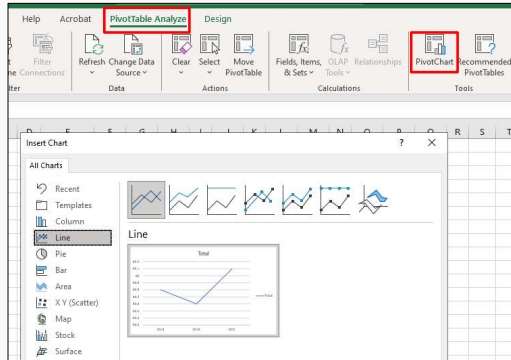 Help Acrobat PivotTable Analyze Design
Filter Refresh Change Data Clear Select Move Fields, Items, OLAP Relationships PivotChart Recommended
Connections Source PivotTable & Sets Tools PivotTables
Data Actions Calculations Tools
R S
Insert Chart ? ×
All Charts
Recent
Templates
Column
Line
Pie
Bar
Area
X Y (Scatter)
Map
Stock
Surface
Line
Total